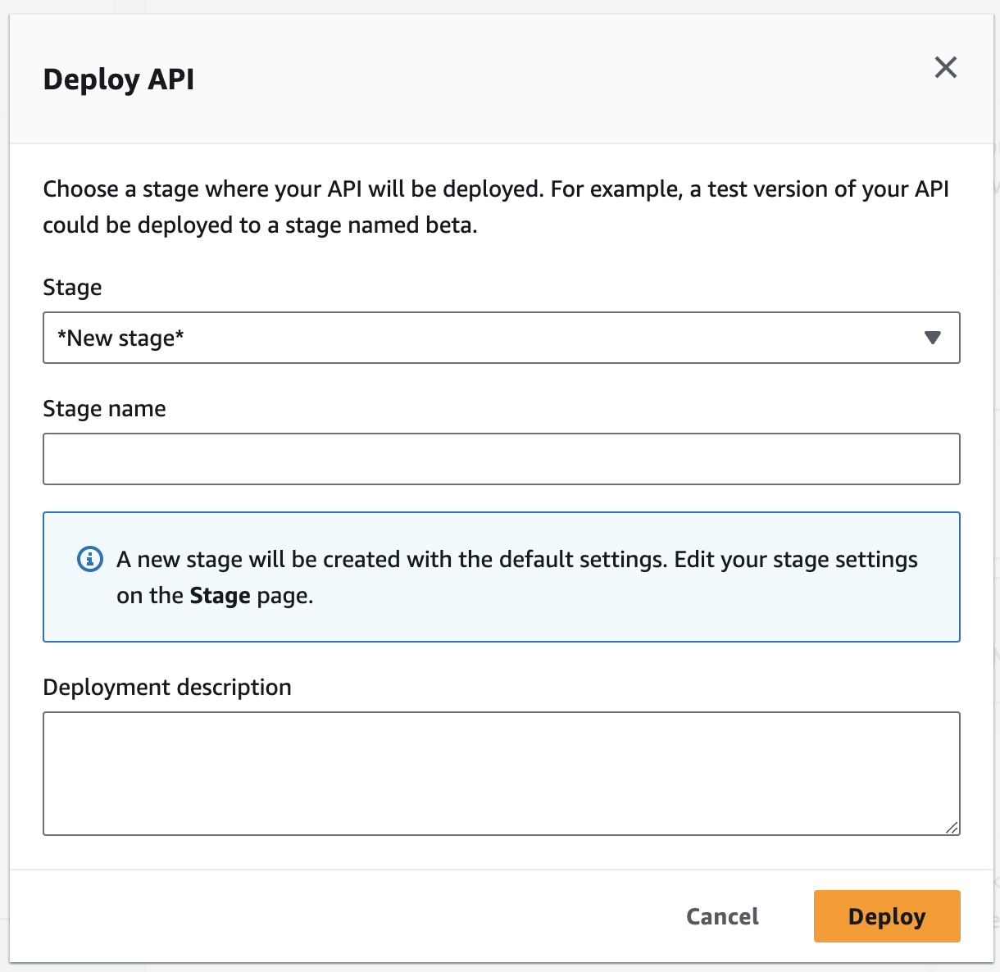 Deploy API
Choose a stage where your API will be deployed. For example, a test version of your API
could be deployed to a stage named beta.
Stage
*New stage*
Stage name
A new stage will be created with the default settings. Edit your stage settings
on the Stage page.
Deployment description
Cancel
Deploy